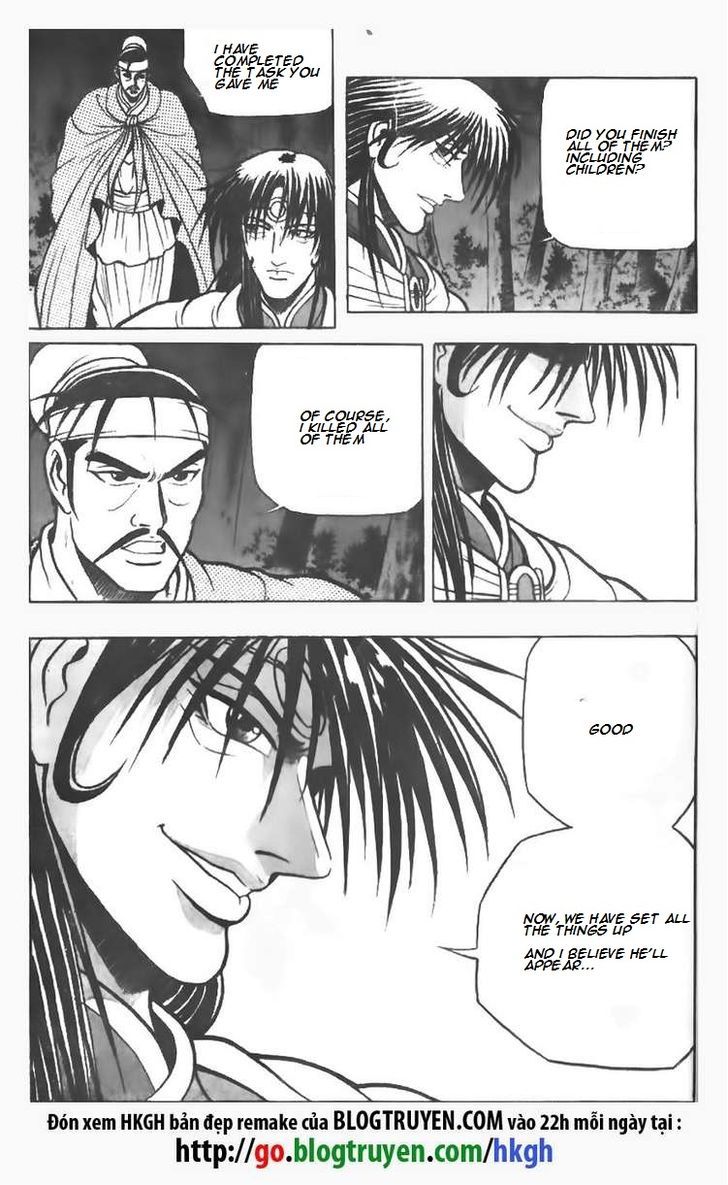 I HAVE
COMPLETED
THE TASK YOU
GAVE ME
DID YOU FINISH
ALL OF THEM?
INCLUDING
CHILDREN?
OF COURSE,
I KILLED ALL
OF THEM
GOOD
NOW, WE HAVE SET ALL
THE THINGS UP
AND I BELIEVE HE'LL
APPEAR...
Đón xem HKGH bản đẹp remake của BLOGTRUYEN.COM vào 22h mỗi ngày tại :
http://go.blogtruyen.com/hkgh